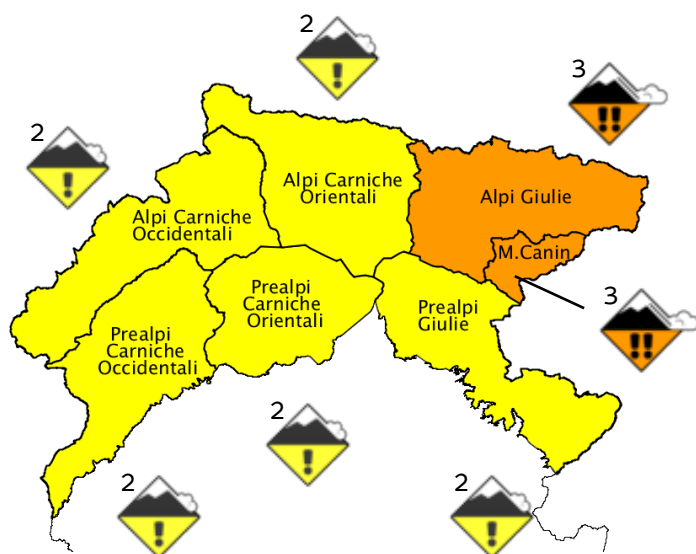 2
3
2
Alpi Carniche
Orientali
Alpi Giulie
Alpi Carniche
Occidentali
M.Canin
Prealpi
Carniche
Orientali
Prealpi
Giulie
3
Prealpi
Carniche
Occidentali
2
2
2